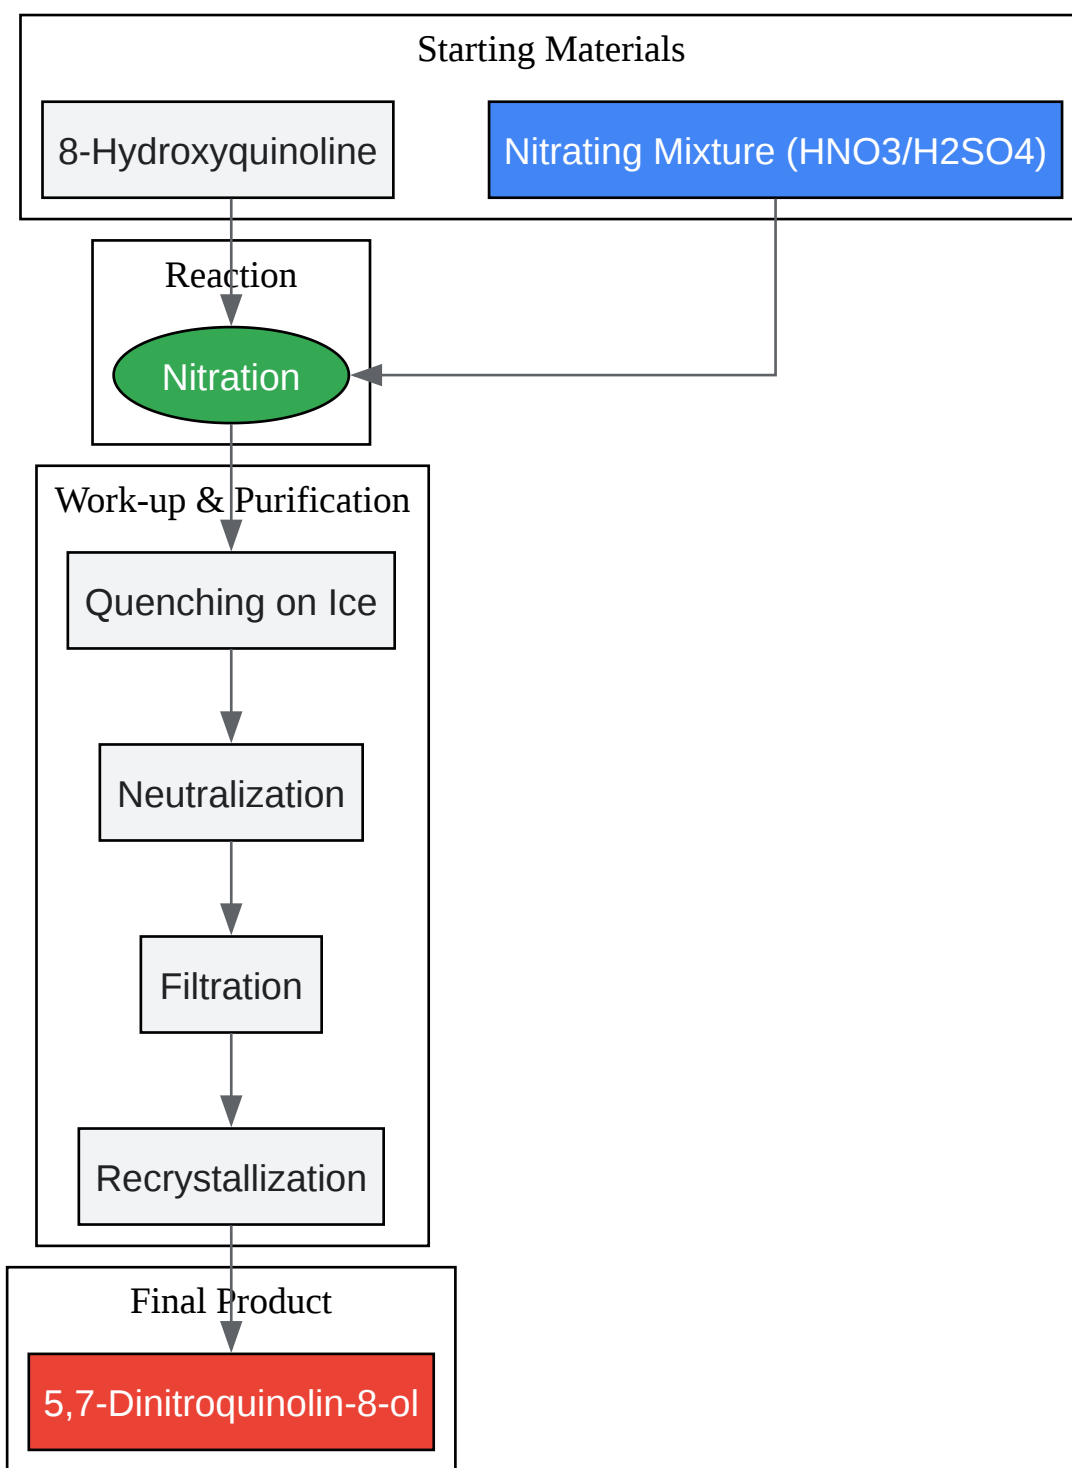 Starting Materials
8-Hydroxyquinoline
Nitrating Mixture (HNO3/H2SO4)
Reaction
Nitration
Work-up & Purification
Quenching on Ice
Neutralization
Filtration
Recrystallization
Final Product
5,7-Dinitroquinolin-8-ol